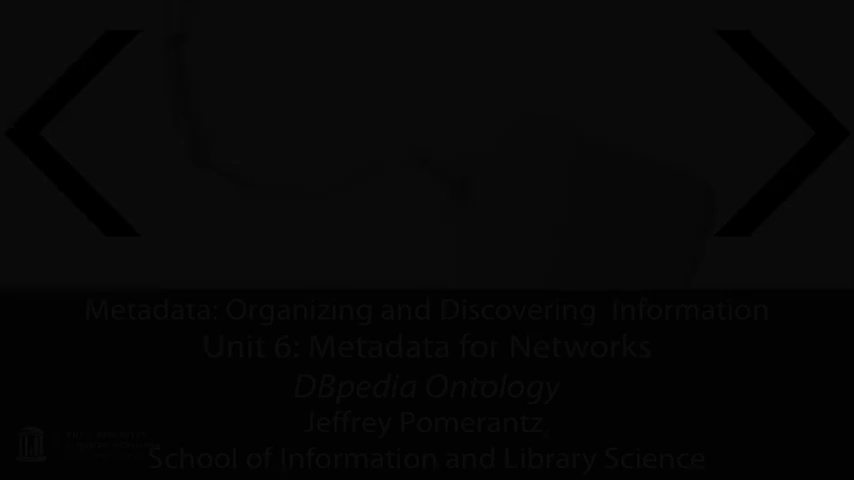 Metadata: Organizing and Discovering Information
Unit 6: Metadata for Networks
DBpedia Ontology
Jeffrey Pomerantz,
School of Information and Library Science